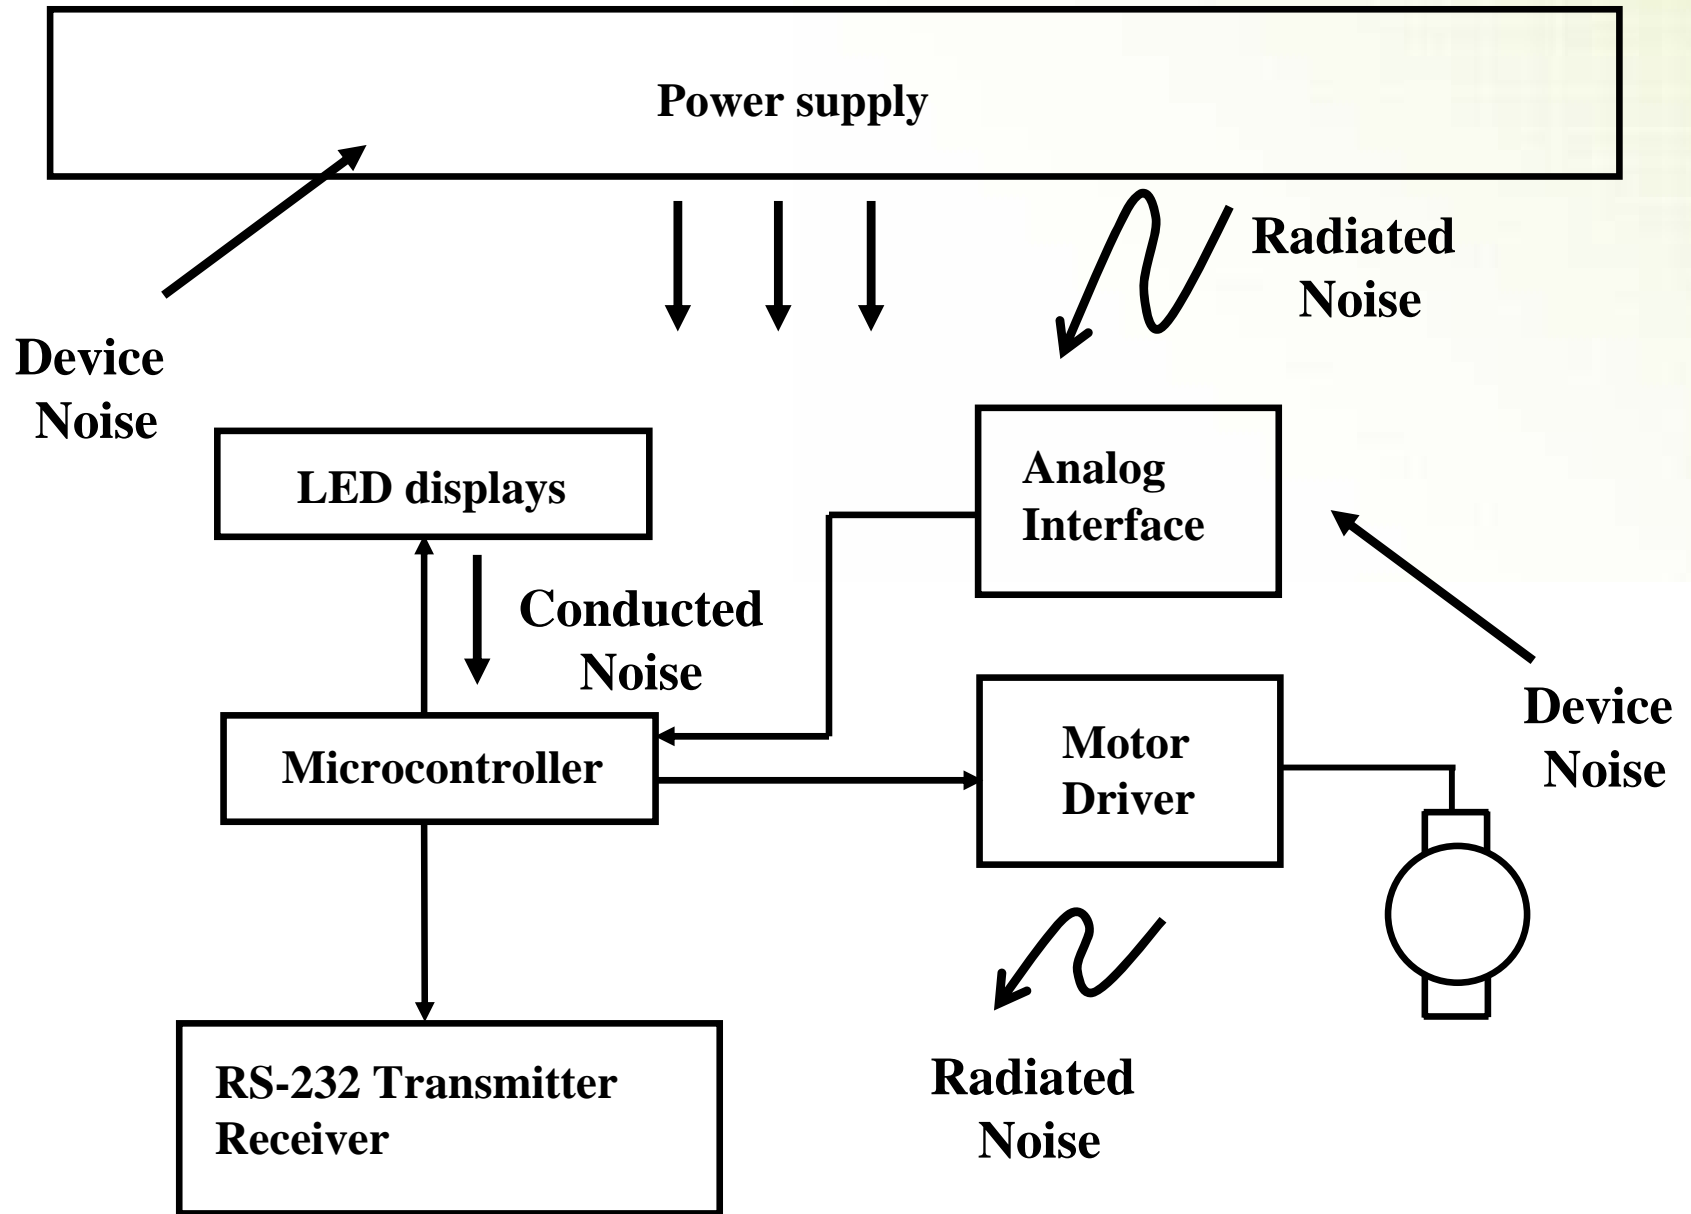 Power supply
Radiated
Noise
Device
Noise
LED displays
Analog
Interface
Conducted
Noise
Device
Noise
Microcontroller
Motor
Driver
RS-232 Transmitter
Receiver
Radiated
Noise